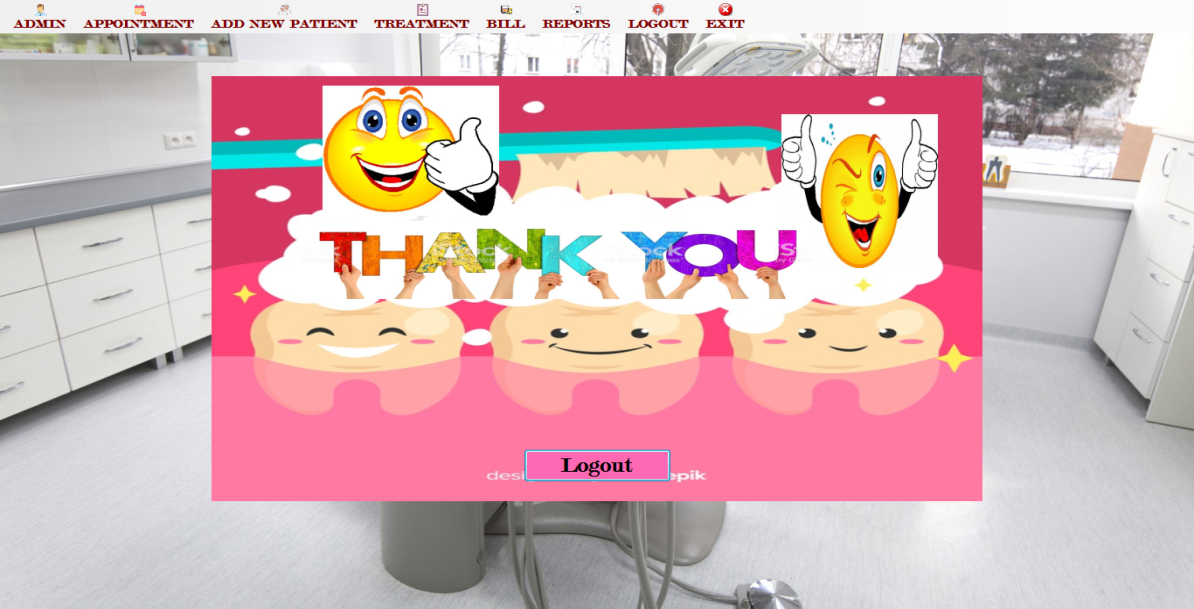 ADMIN APPOINTMENT ADD NEW PATIENT TREATMENT BILL REPORTS LOGOUT EXIT
THANK YOU
Logout